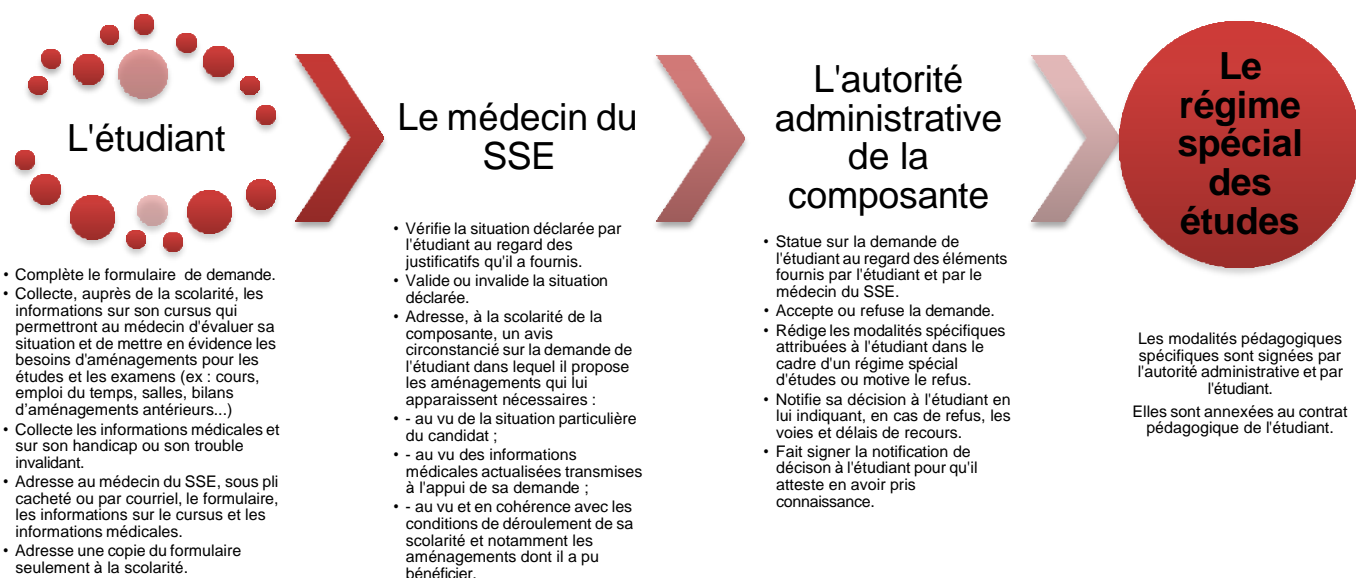 L'étudiant
• Complète le formulaire de demande.
• Collecte, auprès de la scolarité, les
informations sur son cursus qui
permettront au médecin d'évaluer sa
situation et de mettre en évidence les
besoins d'aménagements pour les
études et les examens (ex : cours,
emploi du temps, salles, bilans
d'aménagements antérieurs...)
• Collecte les informations médicales et
sur son handicap ou son trouble
invalidant.
• Adresse au médecin du SSE, sous pli
cacheté ou par courriel, le formulaire,
les informations sur le cursus et les
informations médicales.
• Adresse une copie du formulaire
seulement à la scolarité.
Le médecin du
SSE
• Vérifie la situation déclarée par
l'étudiant au regard des
justificatifs qu'il a fournis.
• Valide ou invalide la situation
déclarée.
• Adresse, à la scolarité de la
composante, un avis
circonstancié sur la demande de
l'étudiant dans lequel il propose
les aménagements qui lui
apparaissent nécessaires :
• - au vu de la situation particulière
du candidat ;
• - au vu des informations
médicales actualisées transmises
à l'appui de sa demande ;
• - au vu et en cohérence avec les
conditions de déroulement de sa
scolarité et notamment les
aménagements dont il a pu
bénéficier.
L'autorité
administrative
de la
composante
• Statue sur la demande de
l'étudiant au regard des éléments
fournis par l'étudiant et par le
médecin du SSE.
• Accepte ou refuse la demande.
• Rédige les modalités spécifiques
attribuées à l'étudiant dans le
cadre d'un régime spécial
d'études ou motive le refus.
• Notifie sa décision à l'étudiant en
lui indiquant, en cas de refus, les
voies et délais de recours.
• Fait signer la notification de
décison à l'étudiant pour qu'il
atteste en avoir pris
connaissance.
Le
régime
spécial
des
études
Les modalités pédagogiques
spécifiques sont signées par
l'autorité administrative et par
l'étudiant.
Elles sont annexées au contrat
pédagogique de l'étudiant.